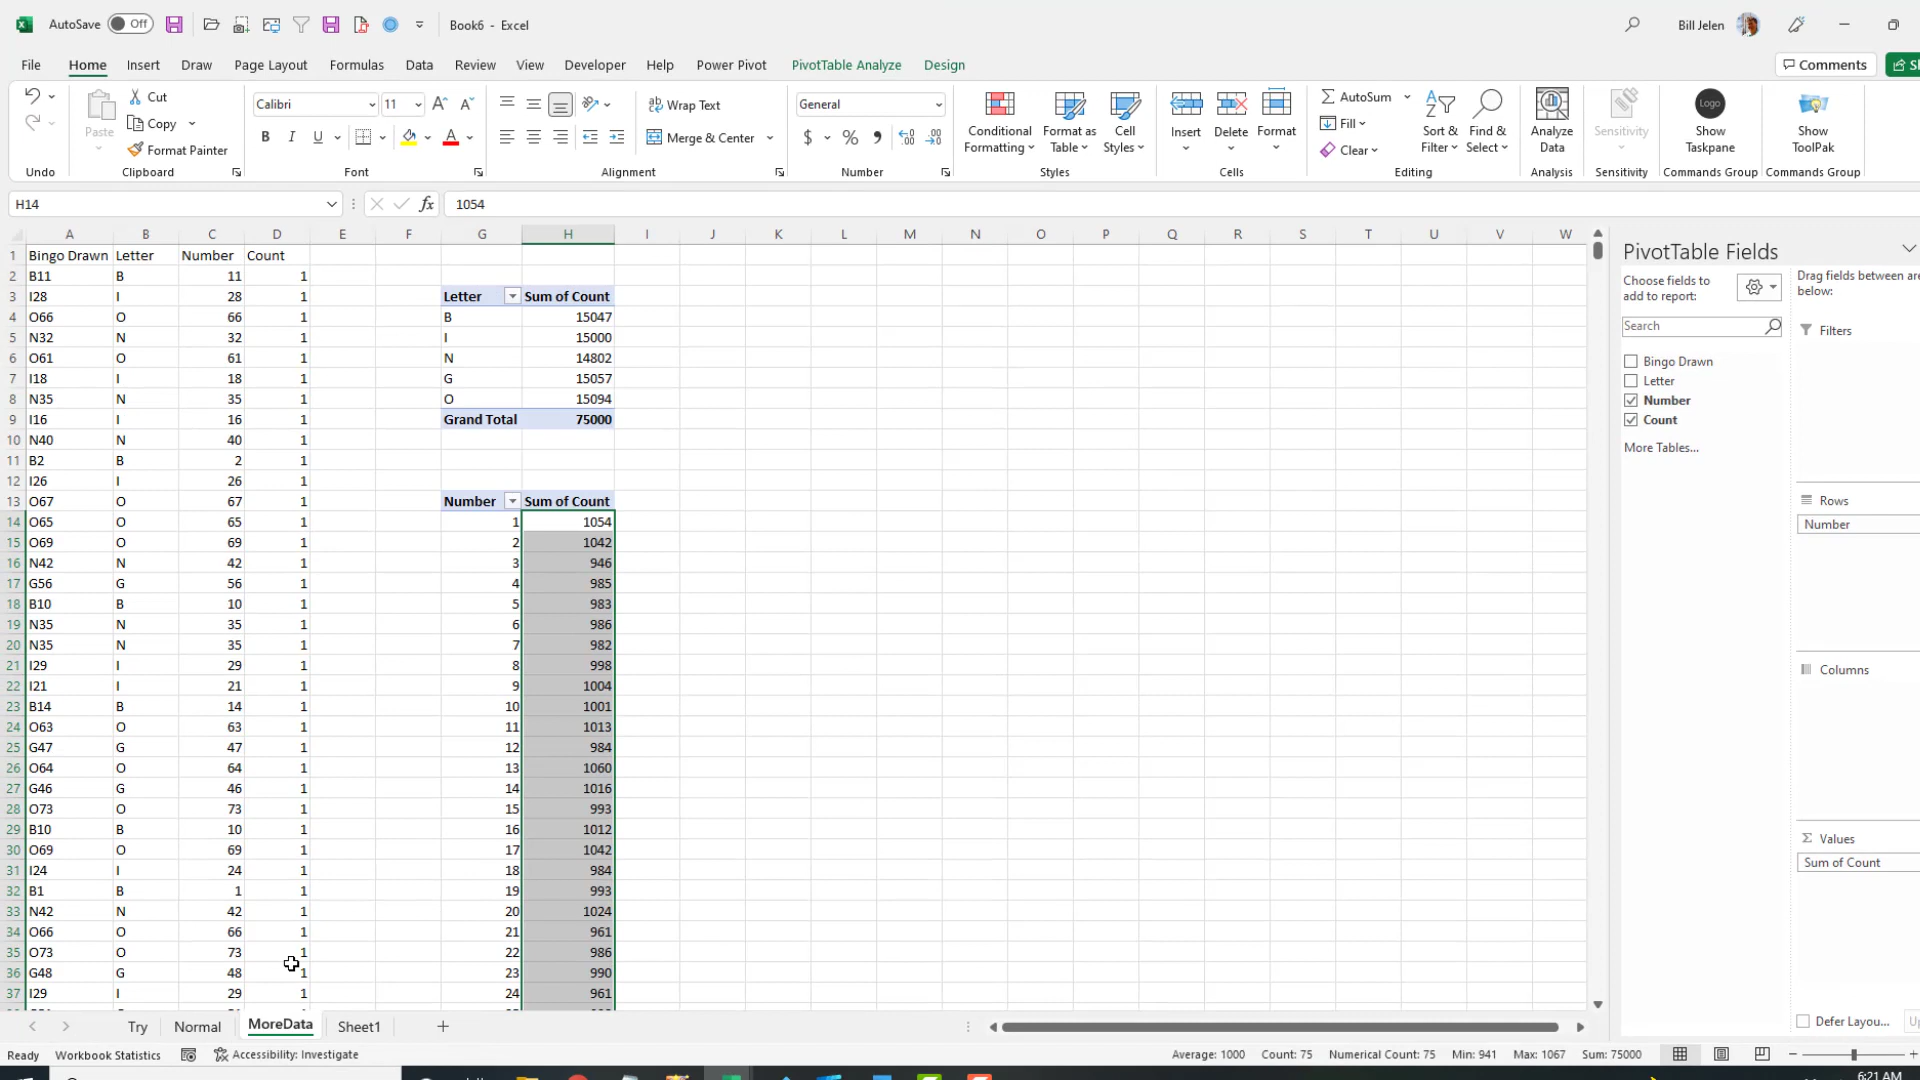 AutoSave Off Book6 - Excel Bill Jelen
File Home Insert Draw Page Layout Formulas Data Review View Developer Help Power Pivot PivotTable Analyze Design Comments
Cut Calibri 11 Wrap Text General AutoSum
Paste Copy Merge & Center $ % Fill
Format Painter Clear
Conditional Formatting Format as Table Cell Styles Insert Delete Format Sort & Filter Find & Select Analyze Data Sensitivity Logo Show Taskpane Show ToolPak
Undo Clipboard Font Alignment Number Styles Cells Editing Analysis Sensitivity Commands Group Commands Group
H14 fx 1054
A B C D E F G H I J K L M N O P Q R S T U V W
1 Bingo Drawn Letter Number Count
2 B11 B 11 1
3 I28 I 28 1 Letter Sum of Count
4 O66 O 66 1 B 15047
5 N32 N 32 1 I 15000
6 O61 O 61 1 N 14802
7 I18 I 18 1 G 15057
8 N35 N 35 1 O 15094
9 I16 I 16 1 Grand Total 75000
10 N40 N 40 1
11 B2 B 2 1
12 I26 I 26 1
13 O67 O 67 1 Number Sum of Count
14 O65 O 65 1 1 1054
15 O69 O 69 1 2 1042
16 N42 N 42 1 3 946
17 G56 G 56 1 4 985
18 B10 B 10 1 5 983
19 N35 N 35 1 6 986
20 N35 N 35 1 7 982
21 I29 I 29 1 8 998
22 I21 I 21 1 9 1004
23 B14 B 14 1 10 1001
24 O63 O 63 1 11 1013
25 G47 G 47 1 12 984
26 O64 O 64 1 13 1060
27 G46 G 46 1 14 1016
28 O73 O 73 1 15 993
29 B10 B 10 1 16 1012
30 O69 O 69 1 17 1042
31 I24 I 24 1 18 984
32 B1 B 1 1 19 993
33 N42 N 42 1 20 1024
34 O66 O 66 1 21 961
35 O73 O 73 1 22 986
36 G48 G 48 1 23 990
37 I29 I 29 1 24 961
PivotTable Fields
Choose fields to add to report:
Drag fields between are
below:
Search
Bingo Drawn
Letter
Number
Count
More Tables...
Filters
Rows
Number
Columns
Σ Values
Sum of Count
Defer Layou...
Try Normal MoreData Sheet1
Ready Workbook Statistics Accessibility: Investigate Average: 1000 Count: 75 Numerical Count: 75 Min: 941 Max: 1067 Sum: 75000
6:21 AM